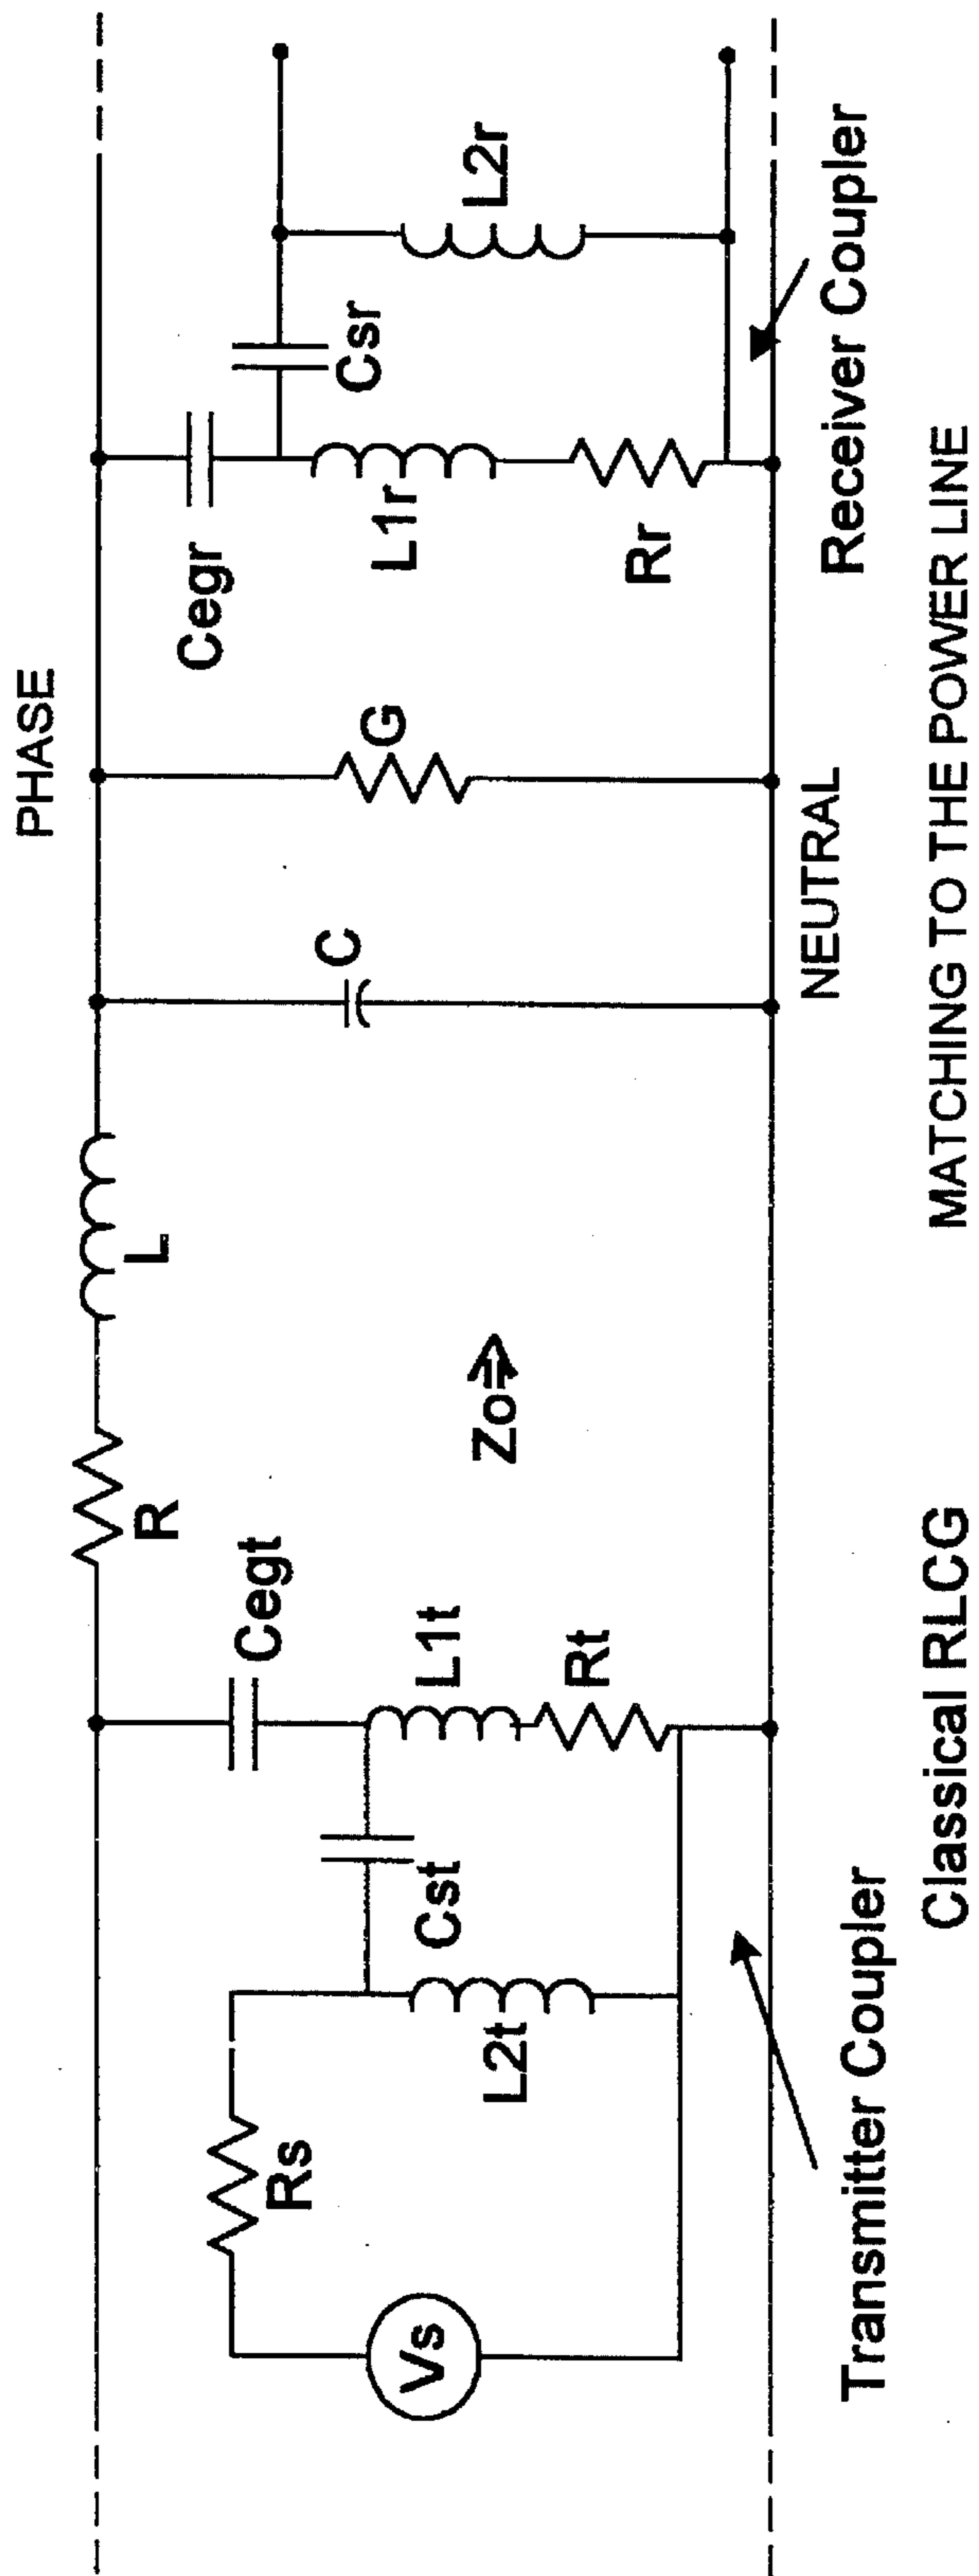 PHASE
R
L
Cegt
Cegr
Rs
Cst
L1t
Zo
C
G
L1r
Csr
L2r
Vs
L2t
Rt
Rr
NEUTRAL
Transmitter Coupler
Receiver Coupler
Classical RLCG
MATCHING TO THE POWER LINE